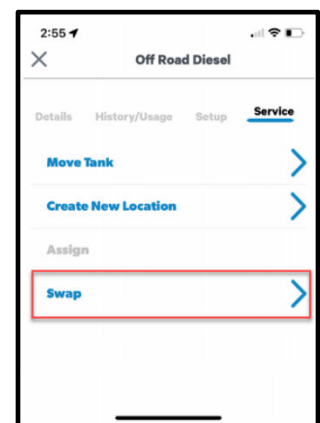 2:55
Off Road Diesel
Details History/Usage Setup Service
Move Tank
Create New Location
Assign
Swap